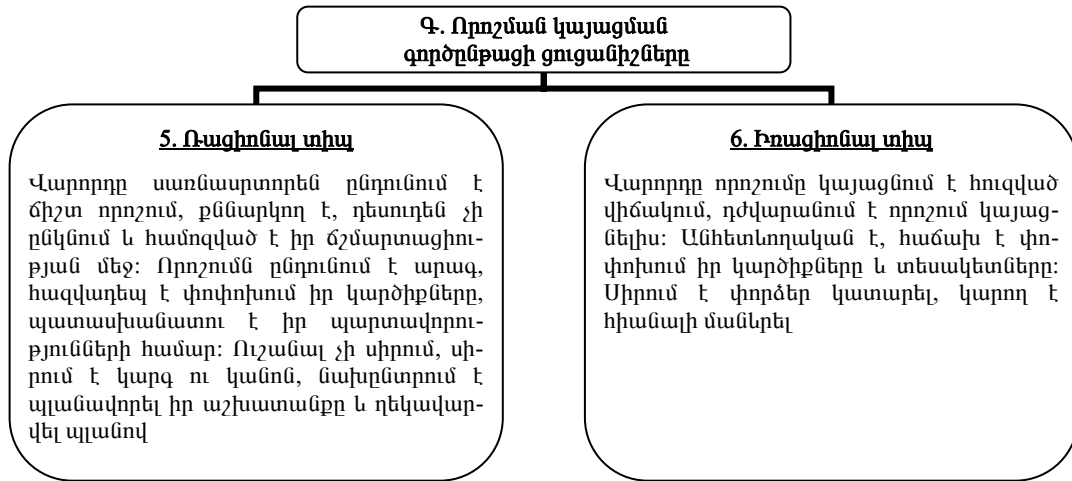 Գ. Որոշման կայացման
գործընթացի ցուցանիշները
5. Ռացիոնալ տիպ
Վարորդը սառնասրտորեն ընդունում է
ճիշտ որոշում, քննարկող է, դեսուդեն չի
ընկնում և համոզված է իր ճշմարտացիու-
թյան մեջ: Որոշումն ընդունում է արագ,
հազվադեպ է փոփոխում իր կարծիքները,
պատասխանատու է իր պարտավորու-
թյունների համար: Ուշանալ չի սիրում, սի-
րում է կարգ ու կանոն, նախընտրում է
պլանավորել իր աշխատանքը և ղեկավար-
վել պլանով
6. Իռացիոնալ տիպ
Վարորդը որոշումը կայացնում է հուզված
վիճակում, դժվարանում է որոշում կայաց-
նելիս: Անհետևողական է, հաճախ է փո-
փոխում իր կարծիքները և տեսակետները:
Սիրում է փորձեր կատարել, կարող է
հիանալի մանևրել